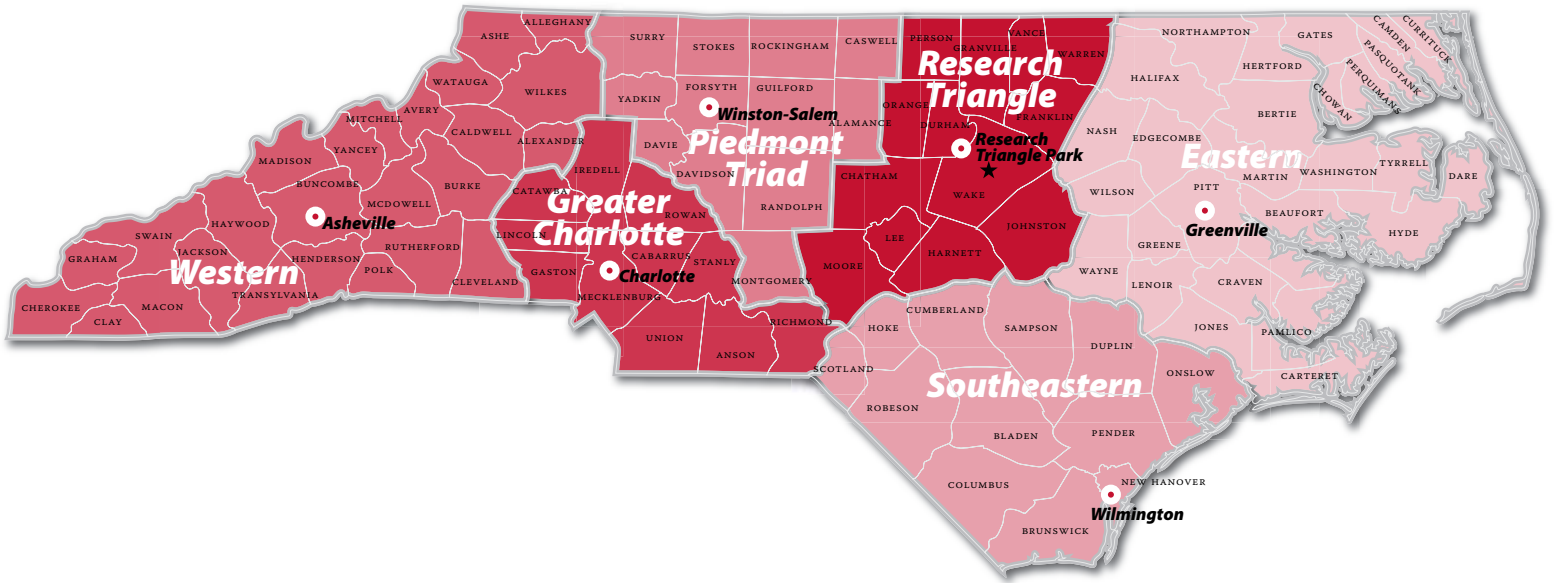 ALLEGHANY
ASHE
WATAUGA
WILKES
AVERY
MITCHELL
CALDWELL
ALEXANDER
YANCEY
MADISON
BUNCOMBE
BURKE
MCDOWELL
HAYWOOD
Asheville
SWAIN
JACKSON
GRAHAM
HENDERSON
RUTHERFORD
Western
POLK
CLEVELAND
TRANSYLVANIA
CHEROKEE
MACON
CLAY
IREDELL
CATAWBA
Greater
Charlotte
ROWAN
LINCOLN
CABARRUS
STANLY
GASTON
Charlotte
MECKLENBURG
RICHMOND
UNION
ANSON
SURRY
STOKES
ROCKINGHAM
CASWELL
YADKIN
FORSYTH
GUILFORD
Winston-Salem
ALAMANCE
DAVIE
Piedmont
Triad
DAVIDSON
RANDOLPH
MONTGOMERY
PERSON
GRANVILLE
VANCE
WARREN
Research
Triangle
ORANGE
DURHAM
FRANKLIN
Research
Triangle Park
CHATHAM
WAKE
JOHNSTON
LEE
HARNETT
MOORE
NORTHAMPTON
GATES
CAMDEN
CURRITUCK
PASQUOTANK
PERQUIMANS
CHOWAN
HERTFORD
HALIFAX
BERTIE
NASH
EDGECOMBE
Eastern
MARTIN
WASHINGTON
TYRRELL
DARE
WILSON
PITT
BEAUFORT
Greenville
HYDE
GREENE
WAYNE
LENOIR
CRAVEN
JONES
PAMLICO
CARTERET
CUMBERLAND
HOKE
SAMPSON
DUPLIN
SCOTLAND
Southeastern
ONSLOW
ROBESON
BLADEN
PENDER
COLUMBUS
NEW HANOVER
Wilmington
BRUNSWICK